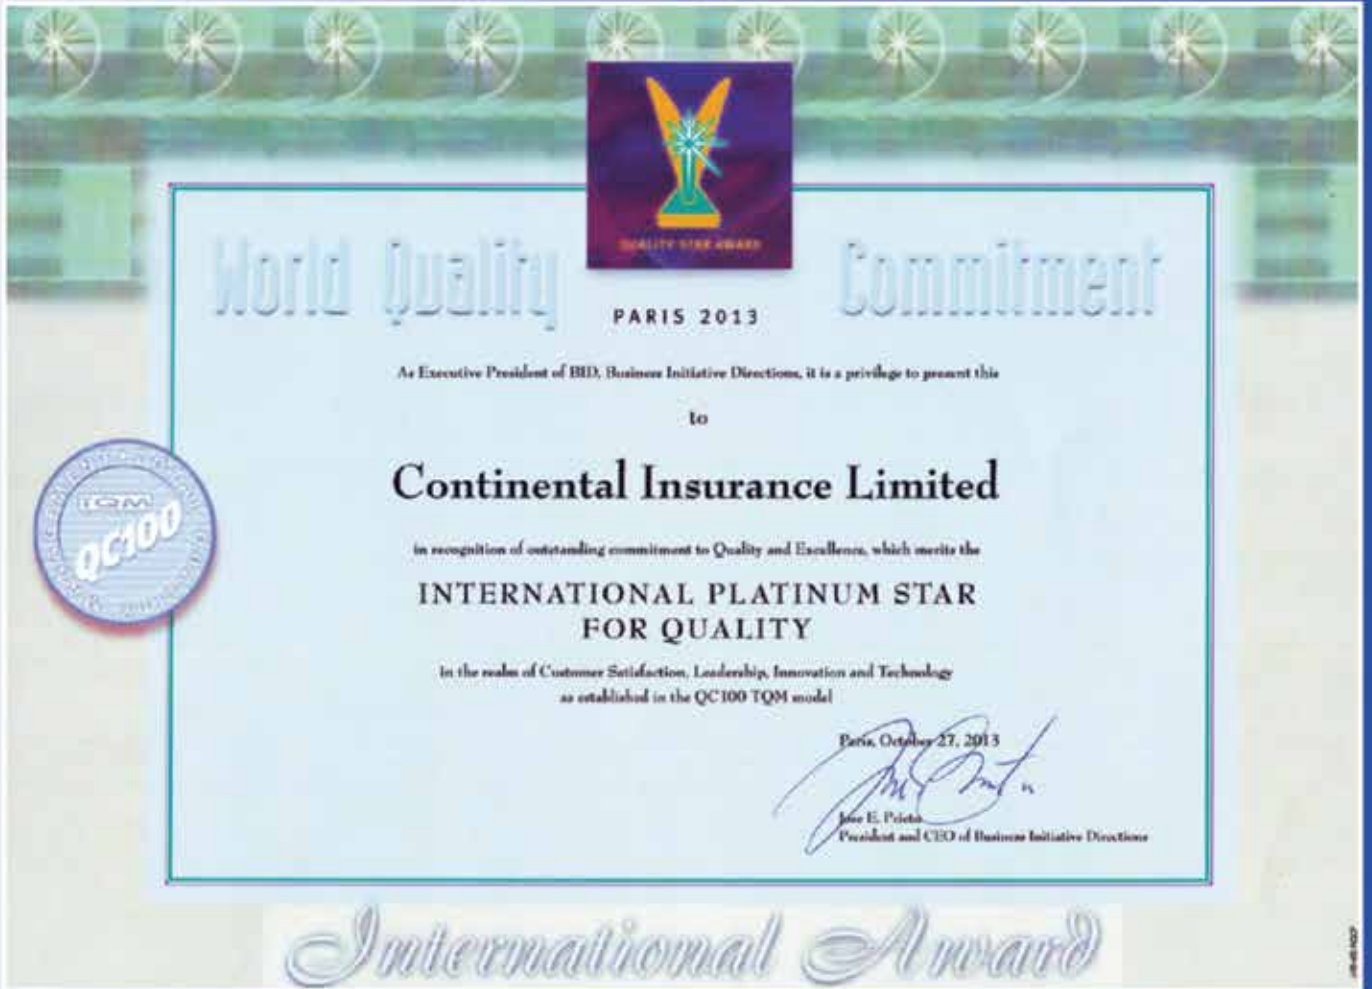 QUALITY STAR AWARD
World Quality Commitment
PARIS 2013
As Executive President of BID, Business Initiative Directions, it is a privilege to present this
to
Continental Insurance Limited
in recognition of outstanding commitment to Quality and Excellence, which merits the
INTERNATIONAL PLATINUM STAR
FOR QUALITY
in the realm of Customer Satisfaction, Leadership, Innovation and Technology
as established in the QC100 TQM model
TQM
QC100
Paris, October 27, 2013
Jose E. Prieto
President and CEO of Business Initiative Directions
International Award